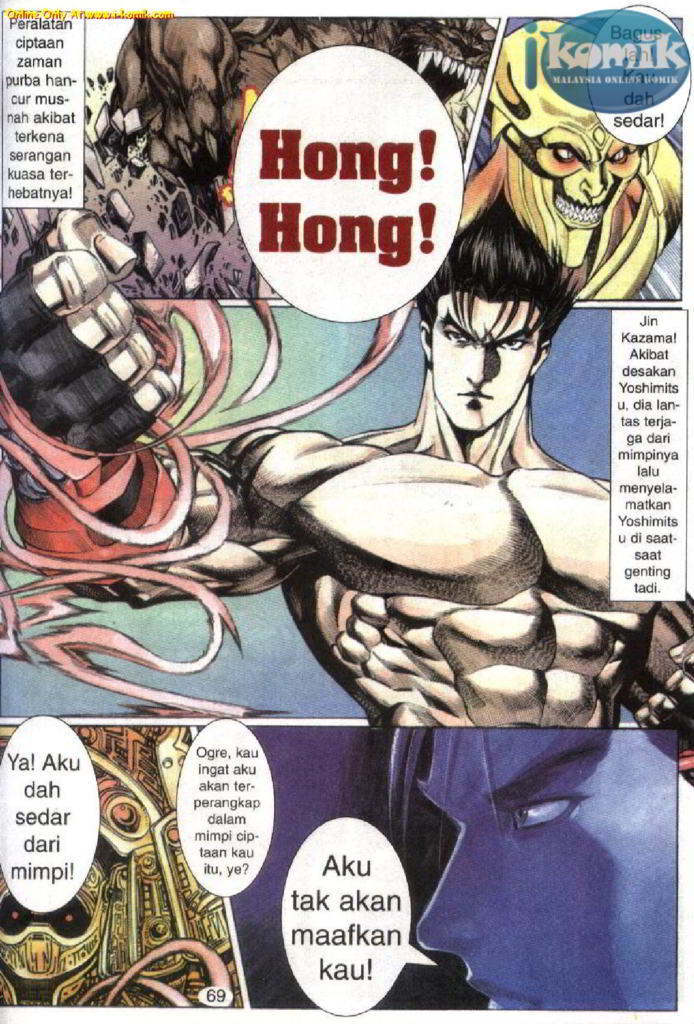 Online Only At www.i-komik.com
Peralatan
ciptaan
zaman
purba han-
cur mus-
nah akibat
terkena
serangan
kuasa ter-
hebatnya!
Hong!
Hong!
ikomik
MALAYSIA ONLINE KOMIK
Bagus
lah! Kau
dah
sedar!
Jin
Kazama!
Akibat
desakan
Yoshimits
u, dia lan-
tas terja-
ga dari
mimpinya
lalu
menyela-
matkan
Yoshimits
u di saat-
saat
genting
tadi.
Ya! Aku
dah
sedar
dari
mimpi!
Ogre, kau
ingat aku
akan ter-
perangkap
dalam
mimpi cip-
taan kau
itu, ye?
Aku
tak akan
maafkan
kau!
69